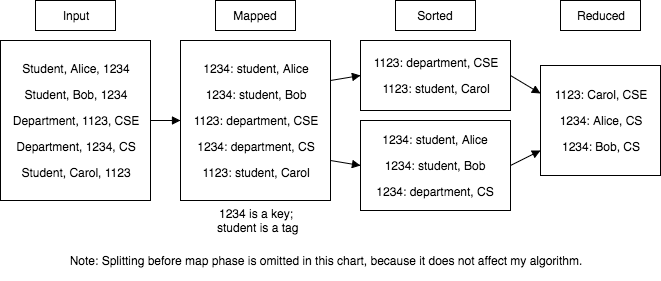 Input
Mapped
Sorted
Reduced
Student, Alice, 1234
Student, Bob, 1234
Department, 1123, CSE
Department, 1234, CS
Student, Carol, 1123
1234: student, Alice
1234: student, Bob
1123: department, CSE
1234: department, CS
1123: student, Carol
1234 is a key;
student is a tag
1123: department, CSE
1123: student, Carol
1234: student, Alice
1234: student, Bob
1234: department, CS
1123: Carol, CSE
1234: Alice, CS
1234: Bob, CS
Note: Splitting before map phase is omitted in this chart, because it does not affect my algorithm.